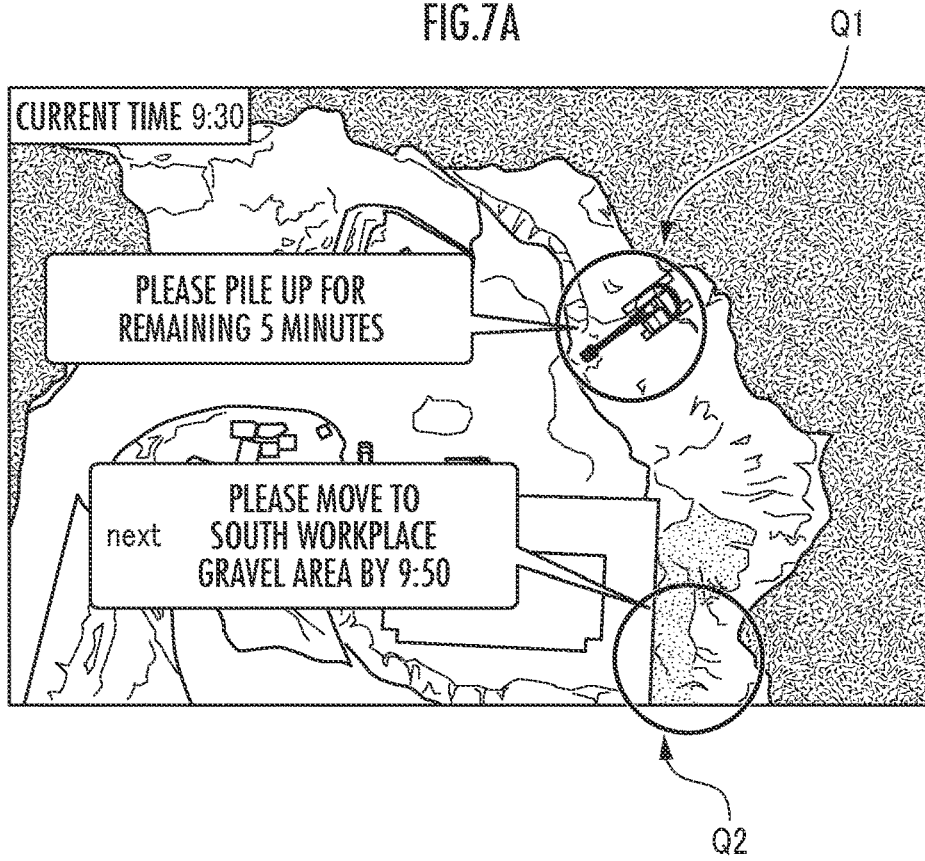 FIG.7A
Q1
CURRENT TIME 9:30
PLEASE PILE UP FOR
REMAINING 5 MINUTES
next
PLEASE MOVE TO
SOUTH WORKPLACE
GRAVEL AREA BY 9:50
Q2